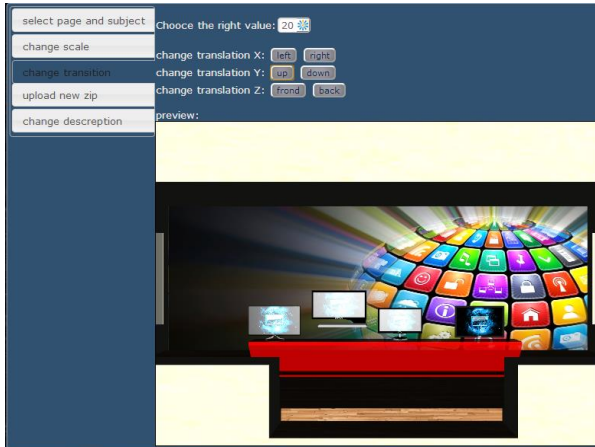 select page and subject
change scale
change transition
upload new zip
change descreption
Chooce the right value: 20
change translation X: left right
change translation Y: up down
change translation Z: frond back
preview: